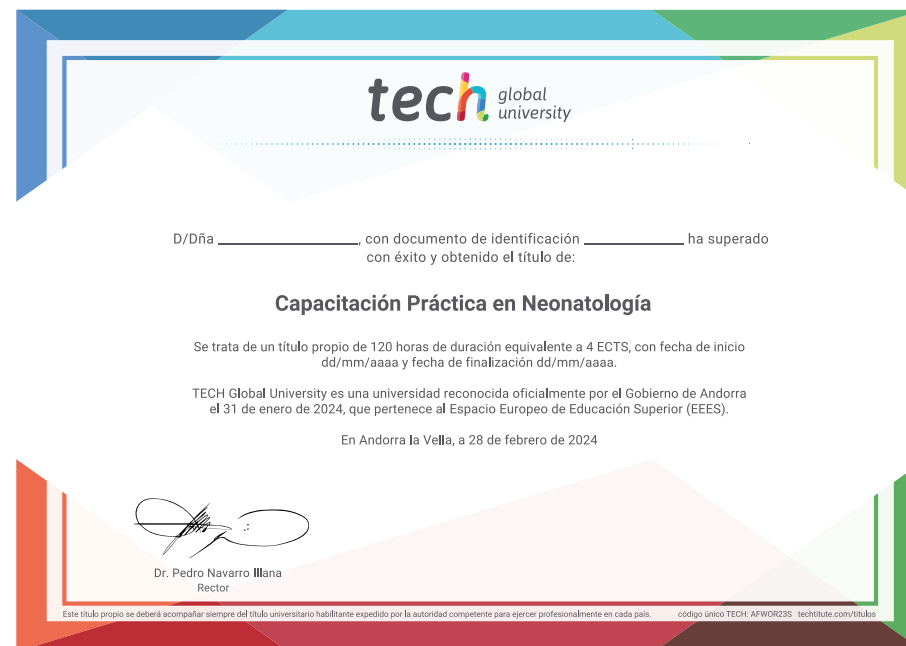 tech global university
D/Dña ____________________, con documento de identificación ______________ ha superado
con éxito y obtenido el título de:
Capacitación Práctica en Neonatología
Se trata de un título propio de 120 horas de duración equivalente a 4 ECTS, con fecha de inicio
dd/mm/aaaa y fecha de finalización dd/mm/aaaa.
TECH Global University es una universidad reconocida oficialmente por el Gobierno de Andorra
el 31 de enero de 2024, que pertenece al Espacio Europeo de Educación Superior (EEES).
En Andorra la Vella, a 28 de febrero de 2024
Dr. Pedro Navarro Illana
Rector
Este título propio se deberá acompañar siempre del título universitario habilitante expedido por la autoridad competente para ejercer profesionalmente en cada país. código único TECH: AFWOR23S techtitute.com/titulos